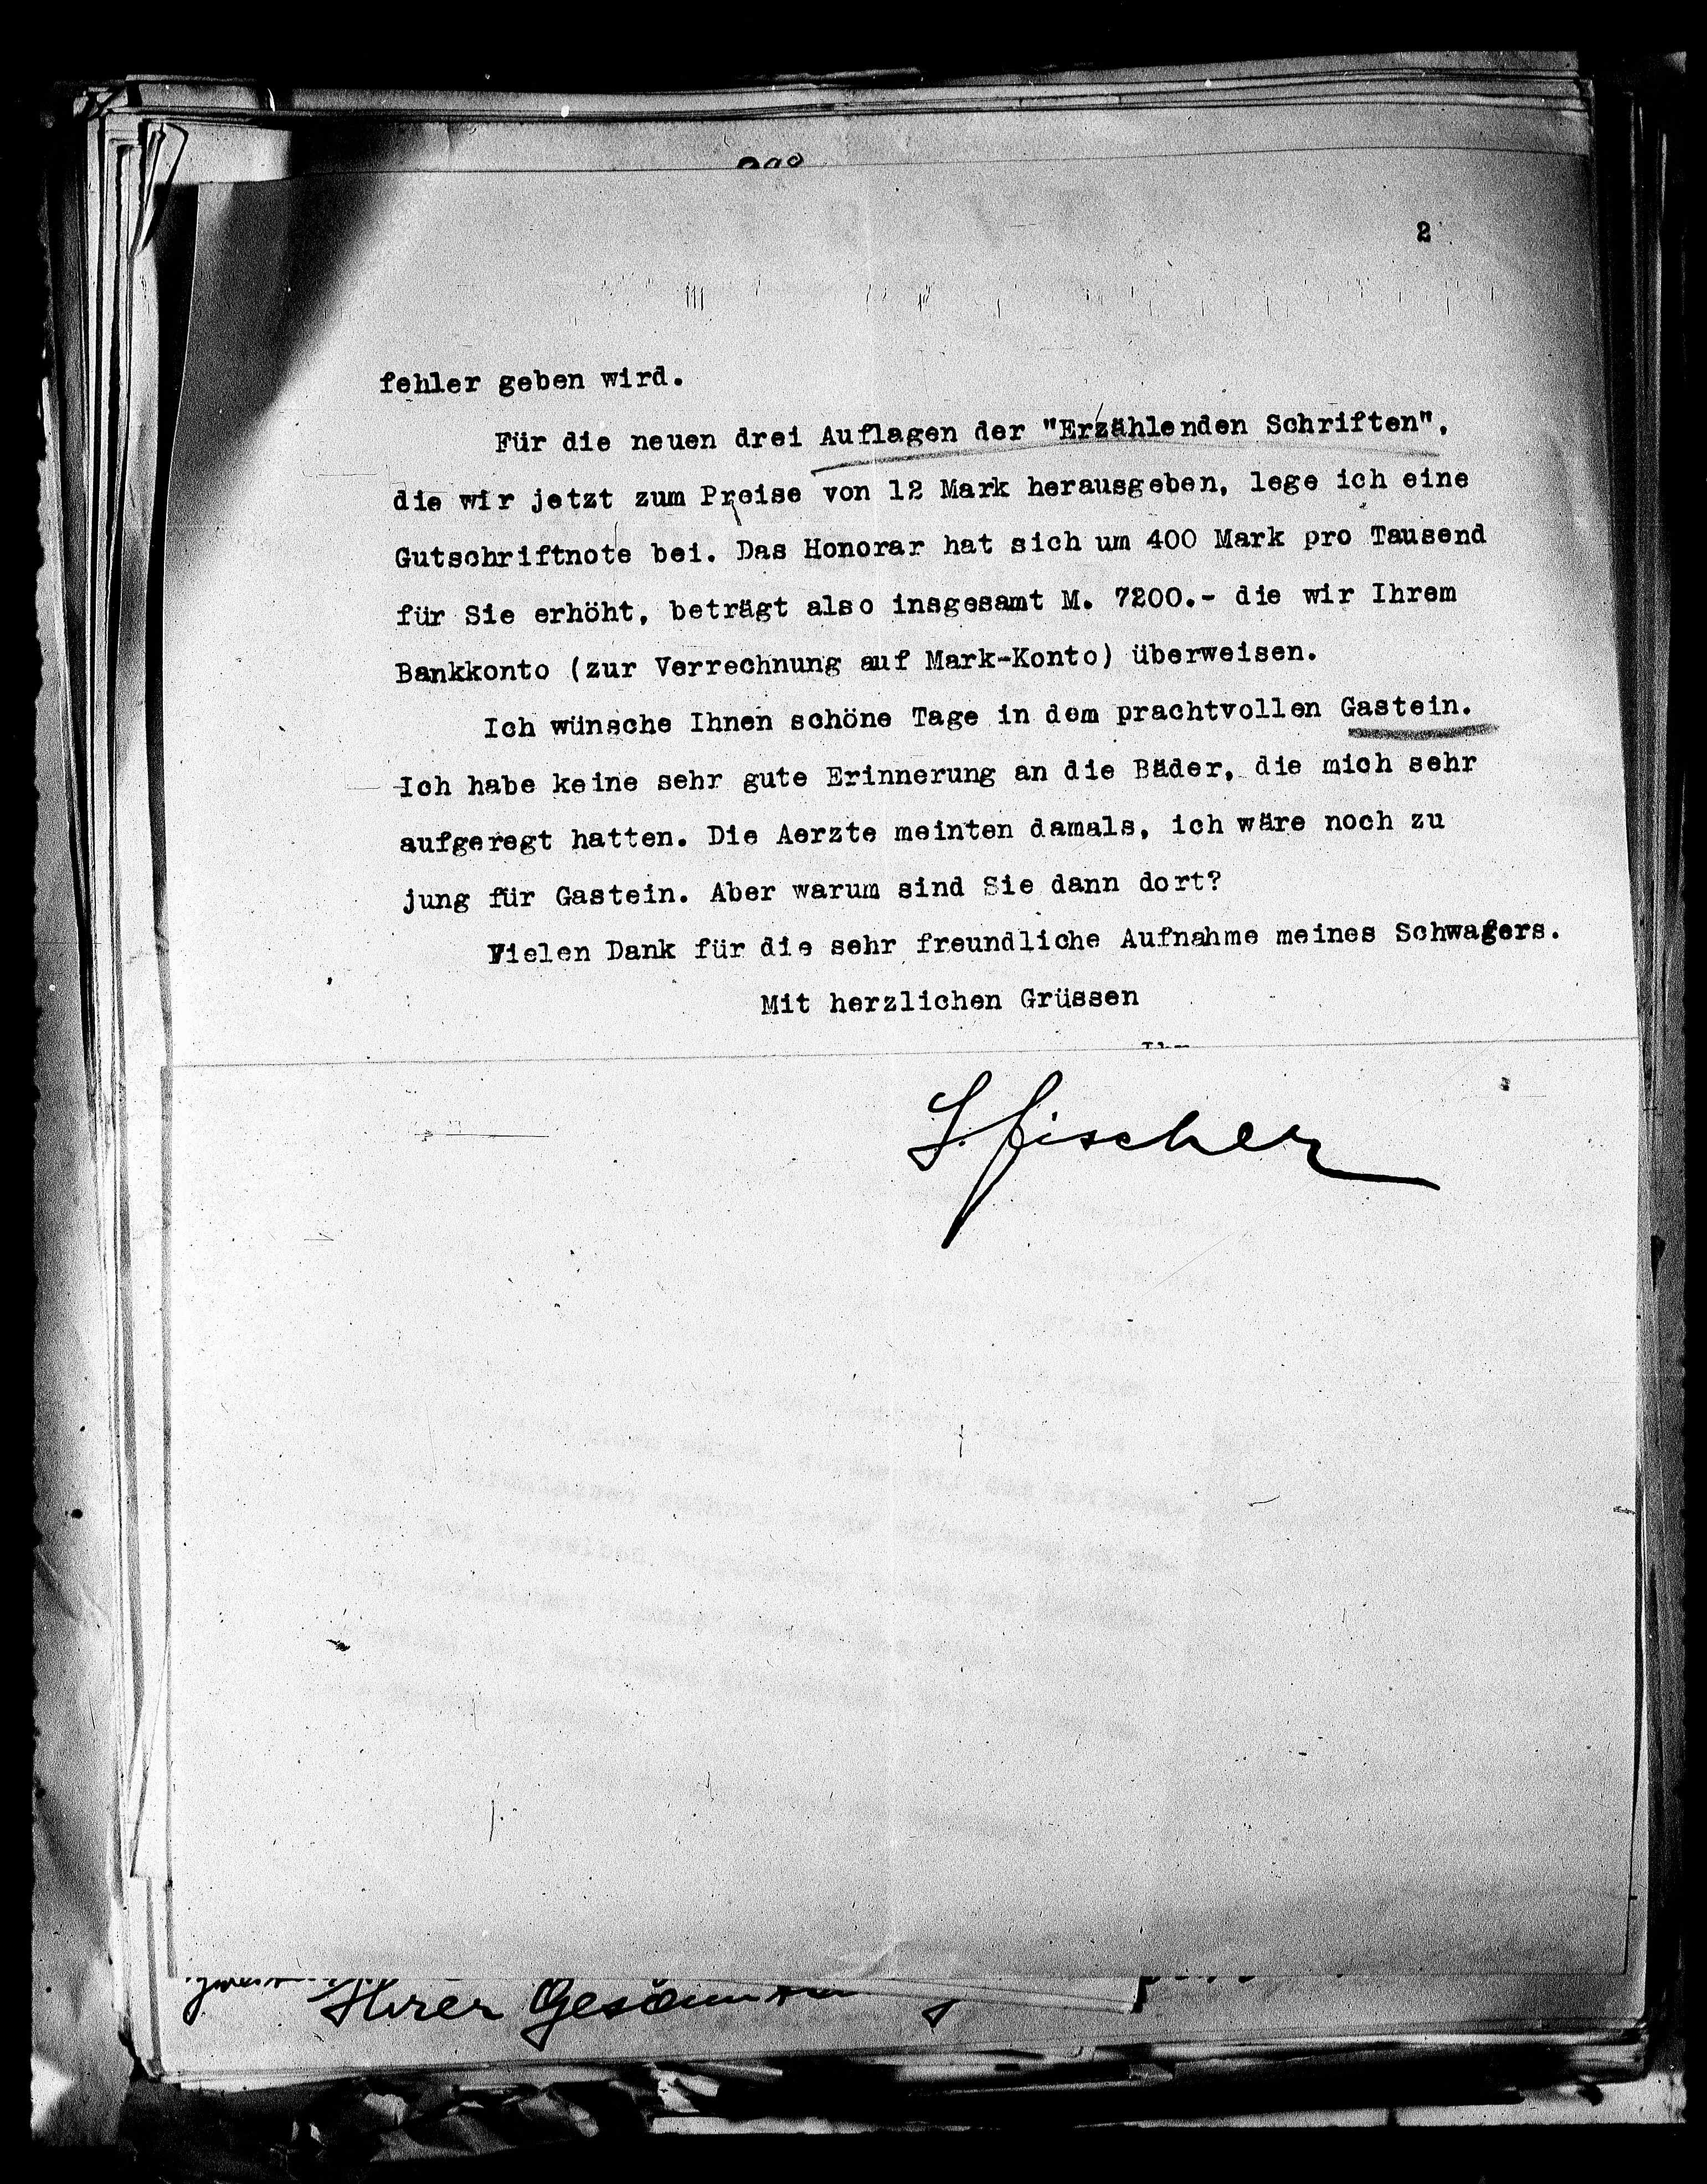 2
fehler geben wird.
Für die neuen drei Auflagen der "Erzählenden Schriften",
die wir jetzt zum Preise von 12 Mark herausgeben, lege ich eine
Gutschriftnote bei. Das Honorar hat sich um 400 Mark pro Tausend
für Sie erhöht, beträgt also insgesamt M. 7200.- die wir Ihrem
Bankkonto (zur Verrechnung auf Mark-Konto) überweisen.
Ich wünsche Ihnen schöne Tage in dem prachtvollen Gastein.
Ich habe keine sehr gute Erinnerung an die Bäder, die mich sehr
aufgeregt hatten. Die Aerzte meinten damals, ich wäre noch zu
jung für Gastein. Aber warum sind Sie dann dort?
Vielen Dank für die sehr freundliche Aufnahme meines Schwagers.
Mit herzlichen Grüssen
S. Fischer
Ihrer